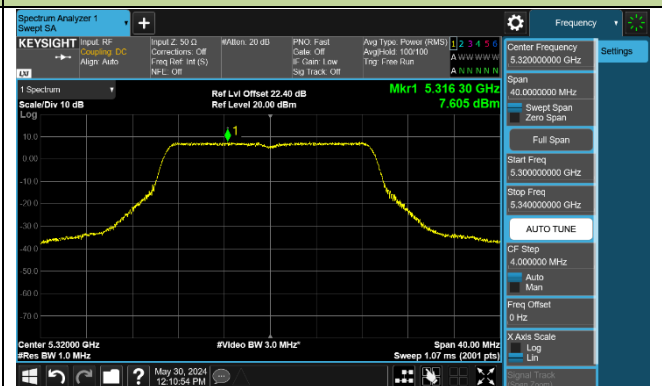 Spectrum Analyzer 1
Swept SA
+
Frequency
KEYSIGHT
Input: RF
Coupling: DC
Align: Auto
Input Z: 50 Ω
Corrections: Off
Freq Ref: Int (S)
NFE: Off
#Atten: 20 dB
PNO: Fast
Gate: Off
IF Gain: Low
Sig Track: Off
Avg Type: Power (RMS)
Avg|Hold: 100/100
Trig: Free Run
1 2 3 4 5 6
A W W W W W
A N N N N N
LXI
1 Spectrum
Scale/Div 10 dB
Log
Ref Lvl Offset 22.40 dB
Ref Level 20.00 dBm
Mkr1 5.316 30 GHz
7.605 dBm
1
10.0
0.00
-10.0
-20.0
-30.0
-40.0
-50.0
-60.0
-70.0
Center 5.32000 GHz
#Res BW 1.0 MHz
#Video BW 3.0 MHz*
Span 40.00 MHz
Sweep 1.07 ms (2001 pts)
May 30, 2024
12:10:54 PM
?
Center Frequency
5.320000000 GHz
Settings
Span
40.0000000 MHz
Swept Span
Zero Span
Full Span
Start Freq
5.300000000 GHz
Stop Freq
5.340000000 GHz
AUTO TUNE
CF Step
4.000000 MHz
Auto
Man
Freq Offset
0 Hz
X Axis Scale
Log
Lin
Signal Track
(Span Zoom)